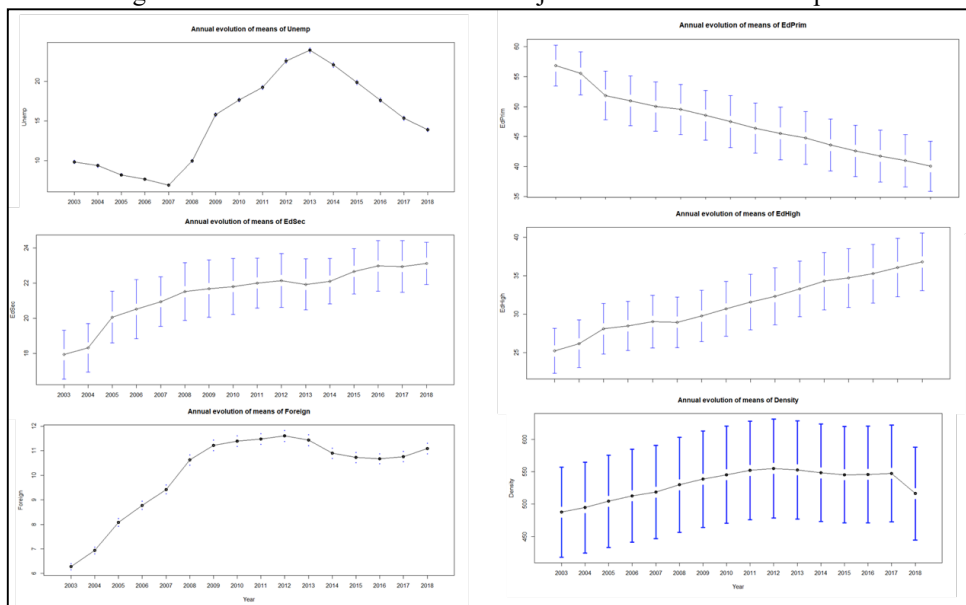 Annual evolution of means of Unemp
Unemp
20
15
10
2003 2004 2005 2006 2007 2008 2009 2010 2011 2012 2013 2014 2015 2016 2017 2018
Annual evolution of means of EdPrim
EdPrim
60
55
50
45
40
35
Annual evolution of means of EdSec
EdSec
24
22
20
18
2003 2004 2005 2006 2007 2008 2009 2010 2011 2012 2013 2014 2015 2016 2017 2018
Annual evolution of means of EdHigh
EdHigh
40
35
30
25
Annual evolution of means of Foreign
Foreign
12
11
10
9
8
7
6
2003 2004 2005 2006 2007 2008 2009 2010 2011 2012 2013 2014 2015 2016 2017 2018
Annual evolution of means of Density
Density
600
550
500
450
2003 2004 2005 2006 2007 2008 2009 2010 2011 2012 2013 2014 2015 2016 2017 2018
Year
Year